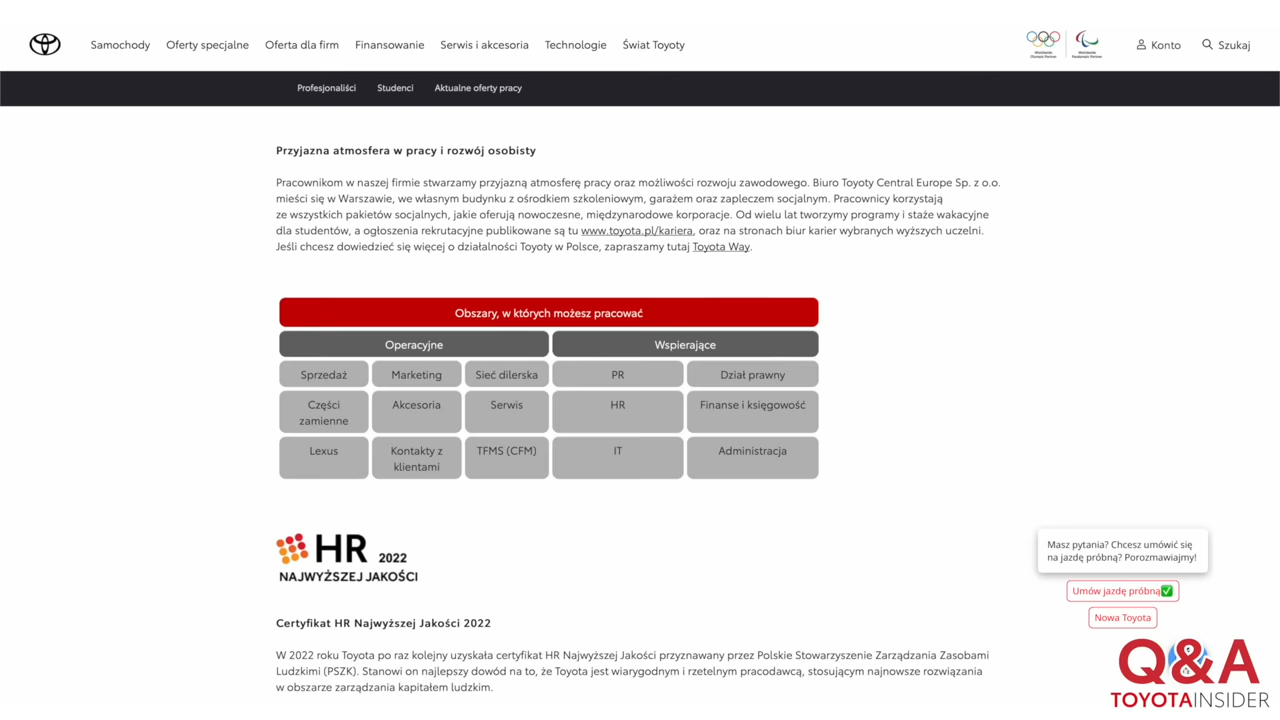 Samochody Oferty specjalne Oferta dla firm Finansowanie Serwis i akcesoria Technologie Świat Toyoty Konto Szukaj
Profesjonaliści Studenci Aktualne oferty pracy
Przyjazna atmosfera w pracy i rozwój osobisty
Pracownikom w naszej firmie stwarzamy przyjazną atmosferę pracy oraz możliwości rozwoju zawodowego. Biuro Toyoty Central Europe Sp. z o.o.
mieści się w Warszawie, we własnym budynku z ośrodkiem szkoleniowym, garażem oraz zapleczem socjalnym. Pracownicy korzystają
ze wszystkich pakietów socjalnych, jakie oferują nowoczesne, międzynarodowe korporacje. Od wielu lat tworzymy programy i staże wakacyjne
dla studentów, a ogłoszenia rekrutacyjne publikowane są tu www.toyota.pl/kariera, oraz na stronach biur karier wybranych wyższych uczelni.
Jeśli chcesz dowiedzieć się więcej o działalności Toyoty w Polsce, zapraszamy tutaj Toyota Way.
Obszary, w których możesz pracować
Operacyjne Wspierające
Sprzedaż Marketing Sieć dilerska PR Dział prawny
Części zamienne Akcesoria Serwis HR Finanse i księgowość
Lexus Kontakty z klientami TFMS (CFM) IT Administracja
HR 2022
NAJWYŻSZEJ JAKOŚCI
Masz pytania? Chcesz umówić się
na jazdę próbną? Porozmawiajmy!
Umów jazdę próbną✅
Nowa Toyota
Certyfikat HR Najwyższej Jakości 2022
W 2022 roku Toyota po raz kolejny uzyskała certyfikat HR Najwyższej Jakości przyznawany przez Polskie Stowarzyszenie Zarządzania Zasobami
Ludzkimi (PSZK). Stanowi on najlepszy dowód na to, że Toyota jest wiarygodnym i rzetelnym pracodawcą, stosującym najnowsze rozwiązania
w obszarze zarządzania kapitałem ludzkim.
Q&A
TOYOTAINSIDER